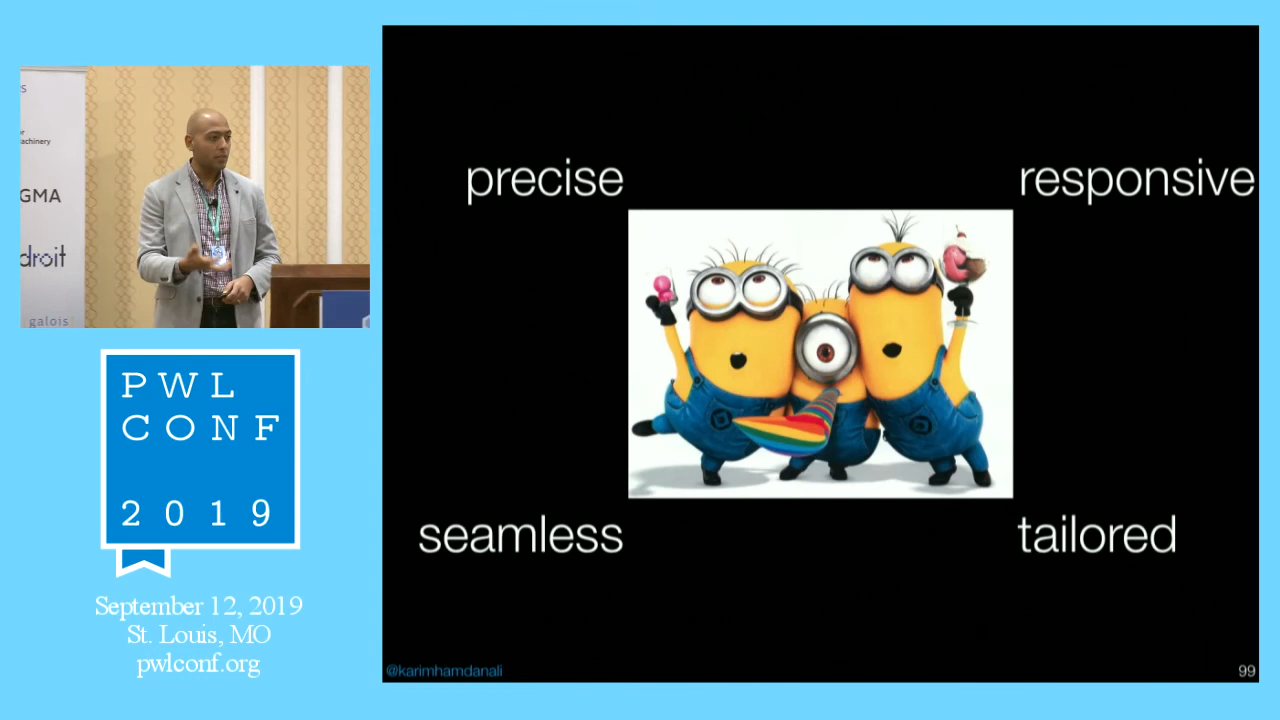 achinery
GMA
droit
galois
PWL
CONF
2019
September 12, 2019
St. Louis, MO
pwlconf.org
precise
responsive
seamless
tailored
@karimhamdanali
99